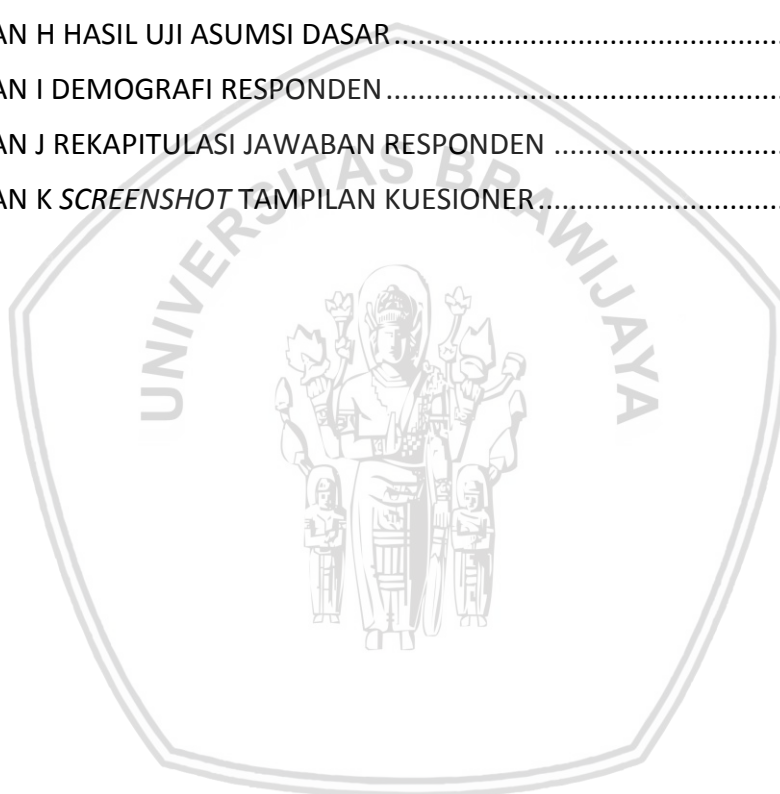 AN H HASIL UJI ASUMSI DASAR........................................................
AN I DEMOGRAFI RESPONDEN.........................................................
AN J REKAPITULASI JAWABAN RESPONDEN .................................
AN K SCREENSHOT TAMPILAN KUESIONER...................................
UNIVERSITAS BRAWIJAYA